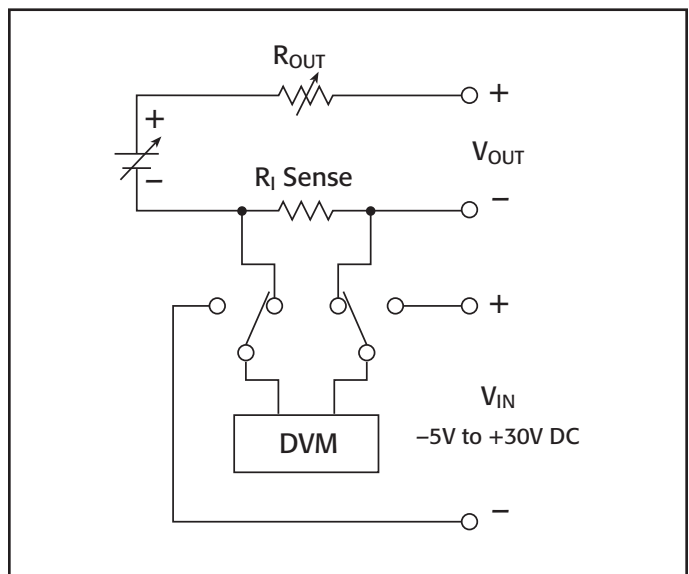 R_OUT
+
+
V_OUT
−
R_I Sense
−
+
V_IN
−5V to +30V DC
DVM
−